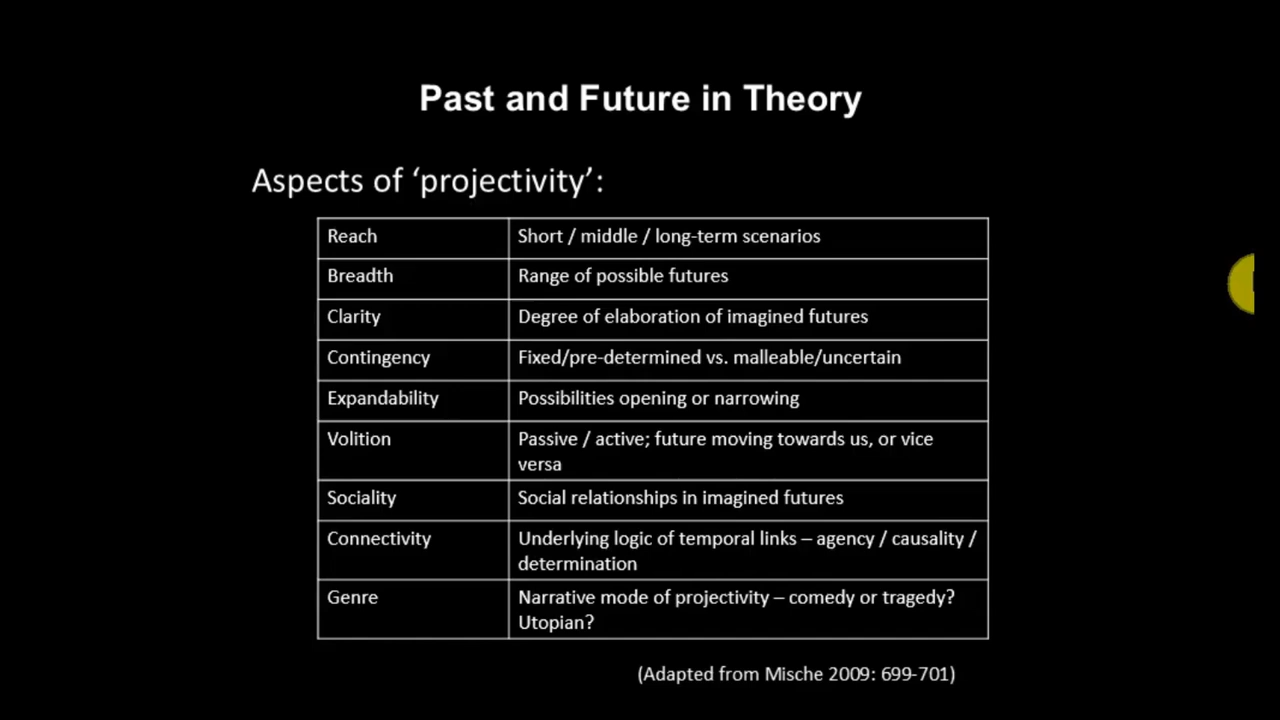 Past and Future in Theory
Aspects of ‘projectivity’:
Reach
Short / middle / long-term scenarios
Breadth
Range of possible futures
Clarity
Degree of elaboration of imagined futures
Contingency
Fixed/pre-determined vs. malleable/uncertain
Expandability
Possibilities opening or narrowing
Volition
Passive / active; future moving towards us, or vice
versa
Sociality
Social relationships in imagined futures
Connectivity
Underlying logic of temporal links – agency / causality /
determination
Genre
Narrative mode of projectivity – comedy or tragedy?
Utopian?
(Adapted from Mische 2009: 699-701)